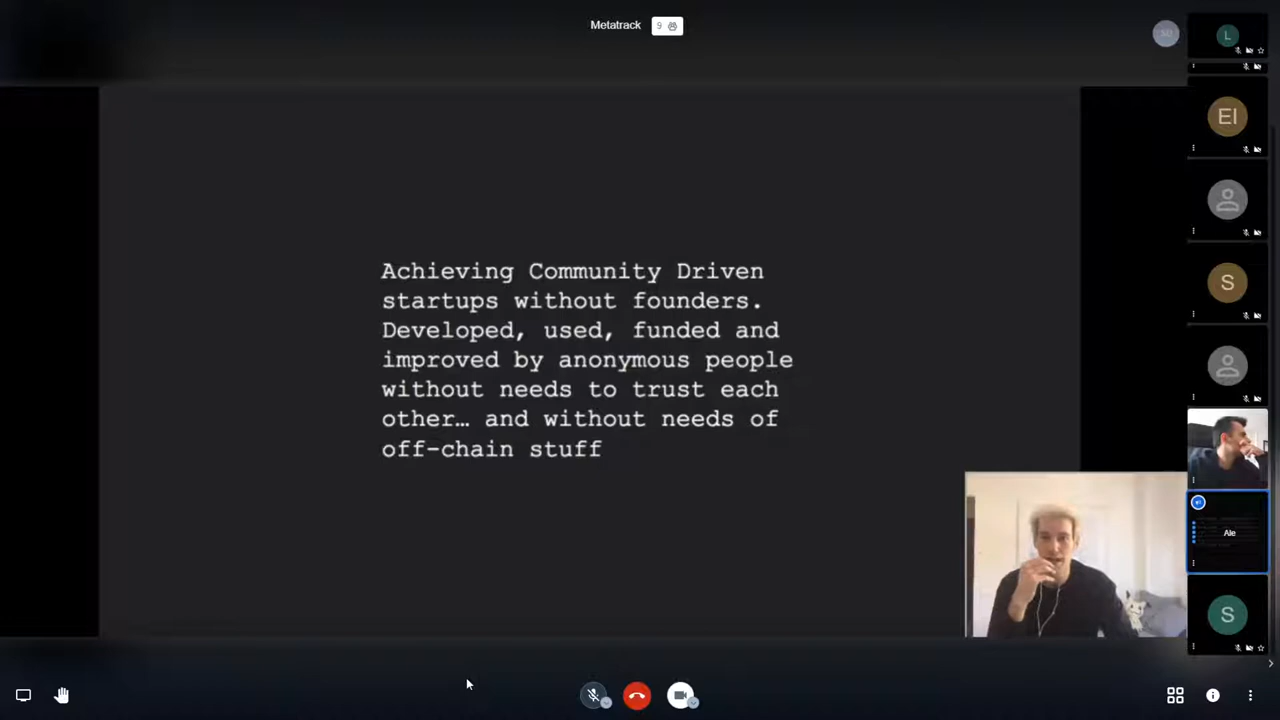 Metatrack
9
L
EI
S
Achieving Community Driven
startups without founders.
Developed, used, funded and
improved by anonymous people
without needs to trust each
other… and without needs of
off-chain stuff
Ale
S